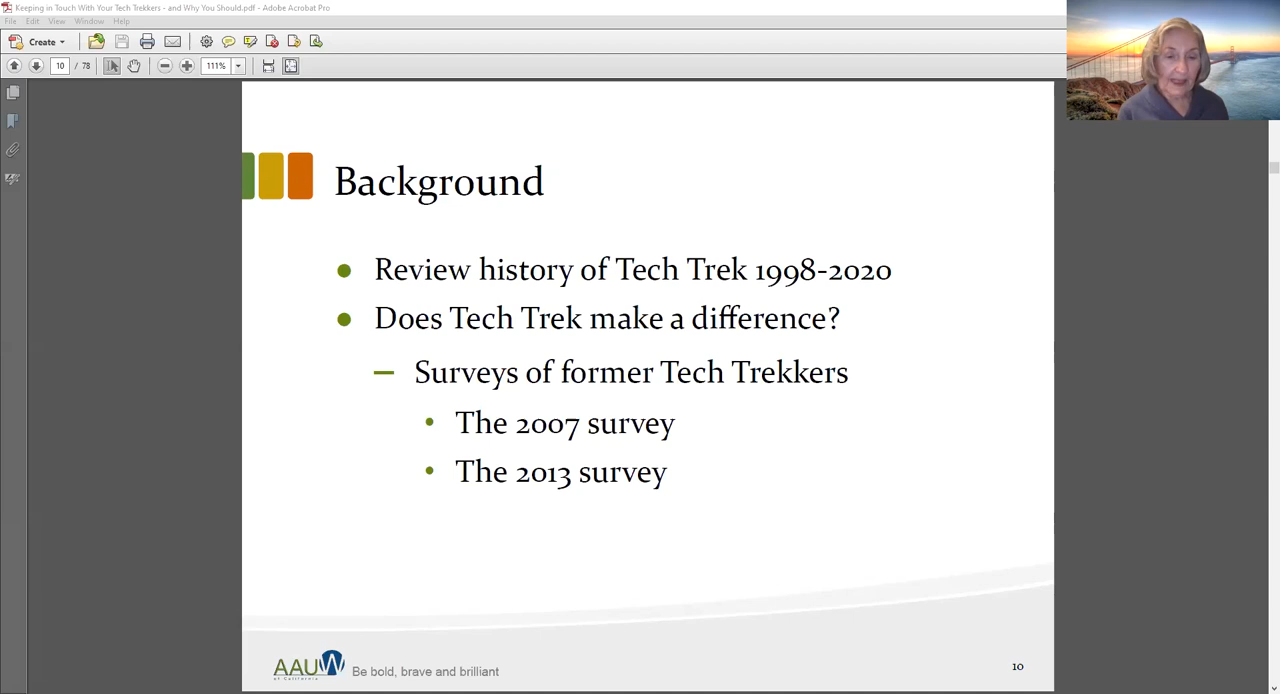 Keeping in Touch With Your Tech Trekkers - and Why You Should.pdf - Adobe Acrobat Pro
File Edit View Window Help
Create
10 / 78
111%
Background
Review history of Tech Trek 1998-2020
Does Tech Trek make a difference?
– Surveys of former Tech Trekkers
• The 2007 survey
• The 2013 survey
AAUW
of California
Be bold, brave and brilliant
10